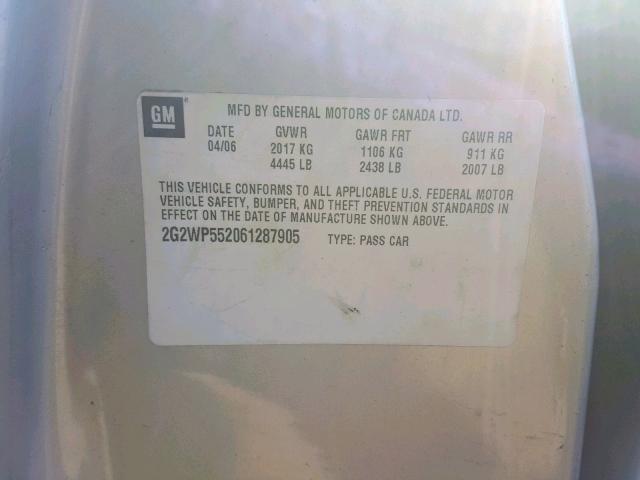 GM
MFD BY GENERAL MOTORS OF CANADA LTD.
DATE GVWR GAWR FRT GAWR RR
04/06 2017 KG 1106 KG 911 KG
4445 LB 2438 LB 2007 LB
THIS VEHICLE CONFORMS TO ALL APPLICABLE U.S. FEDERAL MOTOR
VEHICLE SAFETY, BUMPER, AND THEFT PREVENTION STANDARDS IN
EFFECT ON THE DATE OF MANUFACTURE SHOWN ABOVE.
2G2WP552061287905 TYPE: PASS CAR